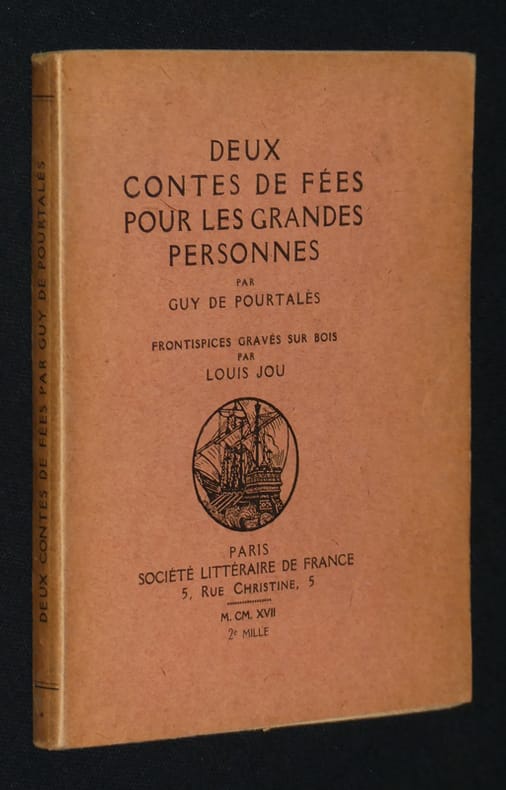 DEUX
CONTES DE FÉES
POUR LES GRANDES
PERSONNES
PAR
GUY DE POURTALÈS
FRONTISPICES GRAVÉS SUR BOIS
PAR
LOUIS JOU
PARIS
SOCIÉTÉ LITTÉRAIRE DE FRANCE
5, RUE CHRISTINE, 5
M. CM. XVII
2e MILLE
DEUX CONTES DE FÉES PAR GUY DE POURTALÈS